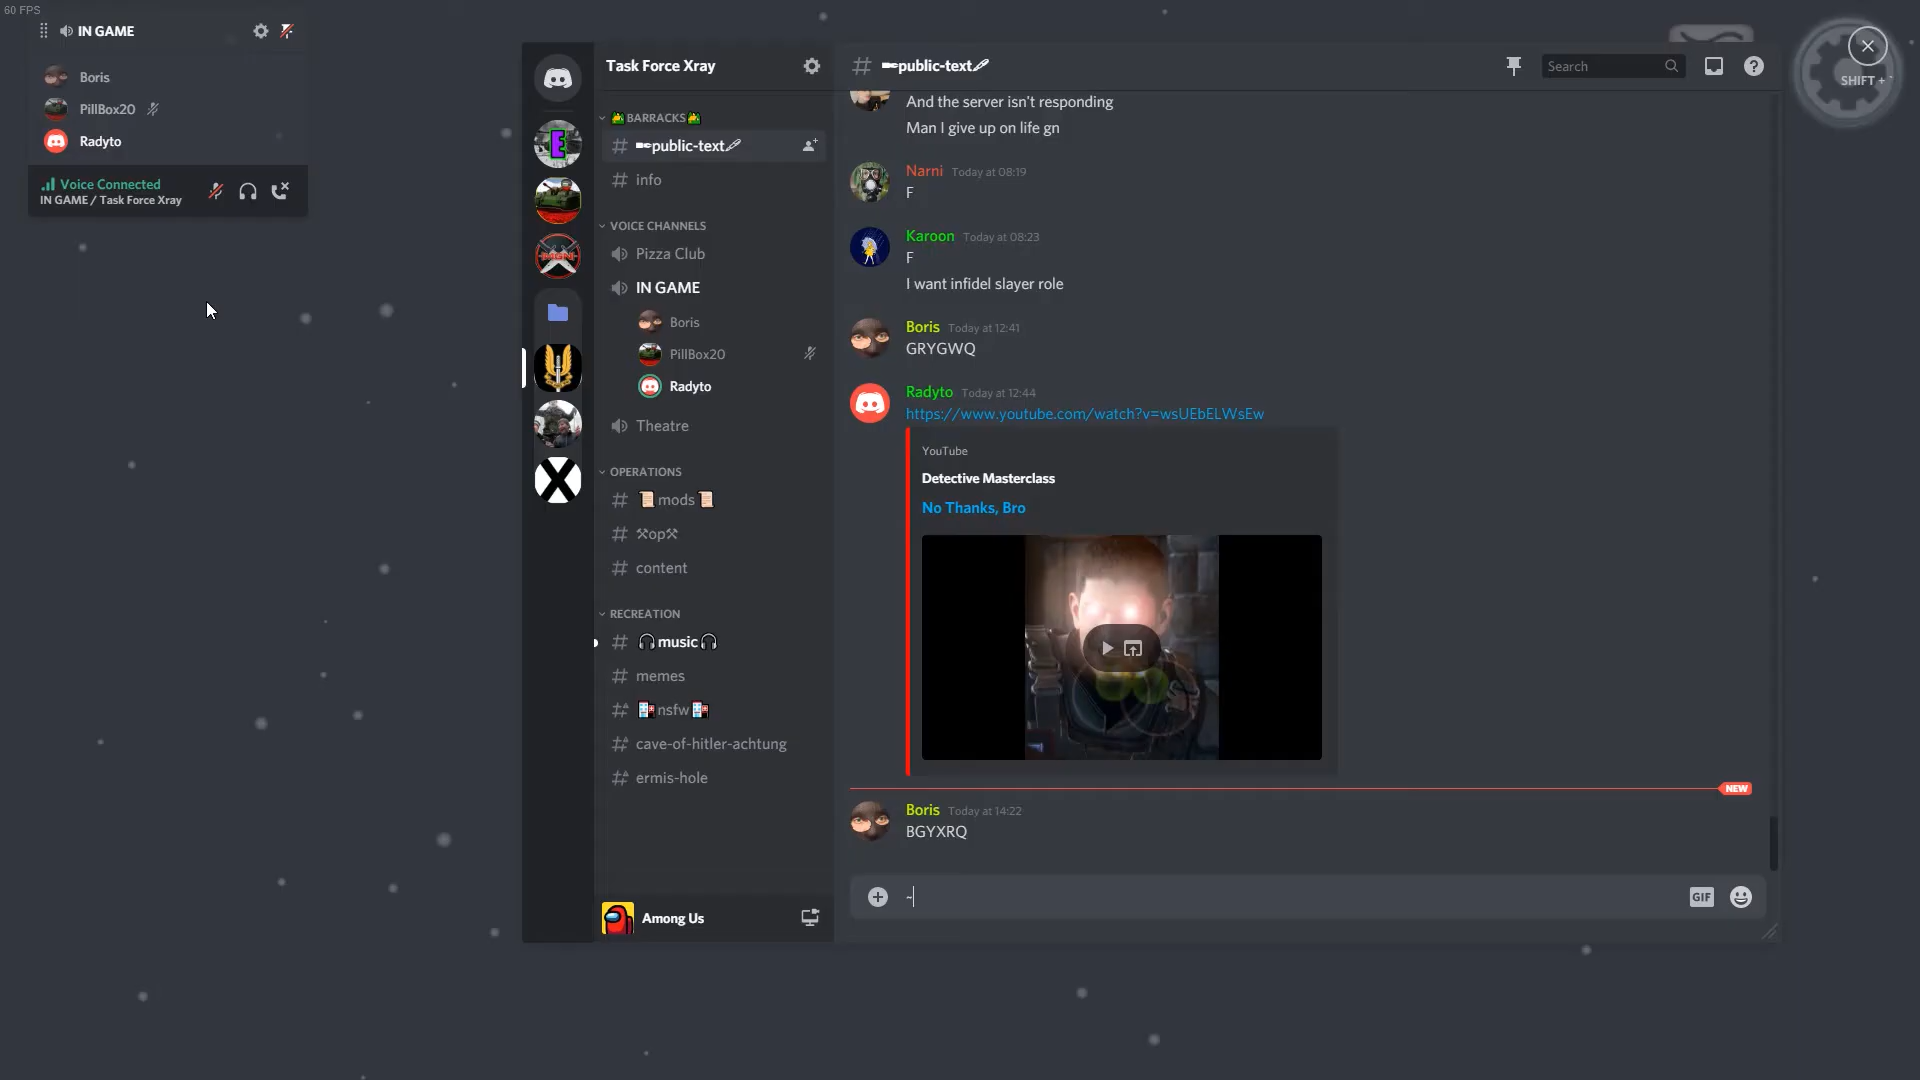 60 FPS
IN GAME
Boris
PillBox20
Radyto
Voice Connected
IN GAME / Task Force Xray
Task Force Xray
BARRACKS
public-text
info
VOICE CHANNELS
Pizza Club
IN GAME
Boris
PillBox20
Radyto
Theatre
OPERATIONS
mods
⚒op⚒
content
RECREATION
music
memes
nsfw
cave-of-hitler-achtung
ermis-hole
Among Us
public-text
Search
SHIFT +
And the server isn't responding
Man I give up on life gn
Narni Today at 08:19
F
Karoon Today at 08:23
F
I want infidel slayer role
Boris Today at 12:41
GRYGWQ
Radyto Today at 12:44
https://www.youtube.com/watch?v=wsUEbELWsEw
YouTube
Detective Masterclass
No Thanks, Bro
NEW
Boris Today at 14:22
BGYXRQ
~
GIF